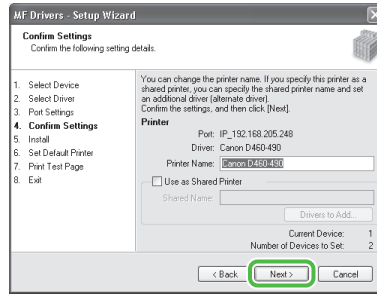 MF Drivers - Setup Wizard
Confirm Settings
Confirm the following setting details.
1. Select Device
2. Select Driver
3. Port Settings
4. Confirm Settings
5. Install
6. Set Default Printer
7. Print Test Page
8. Exit
You can change the printer name. If you specify this printer as a
shared printer, you can specify the shared printer name and set
an additional driver (alternate driver).
Confirm the settings, and then click [Next].
Printer
Port: IP_192.168.205.248
Driver: Canon D460-490
Printer Name: Canon D460-490
Use as Shared Printer
Shared Name:
Drivers to Add...
Current Device: 1
Number of Devices to Set: 2
< Back
Next >
Cancel